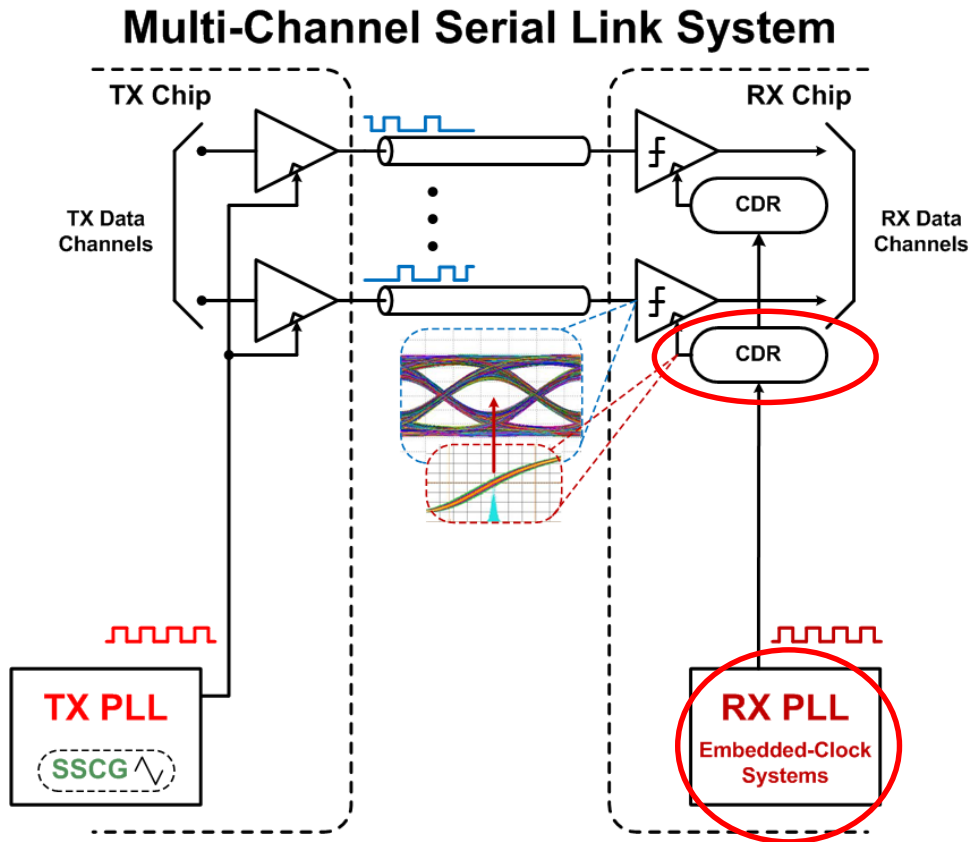 Multi-Channel Serial Link System
TX Chip
RX Chip
TX Data
Channels
CDR
RX Data
Channels
CDR
TX PLL
SSCG
RX PLL
Embedded-Clock
Systems